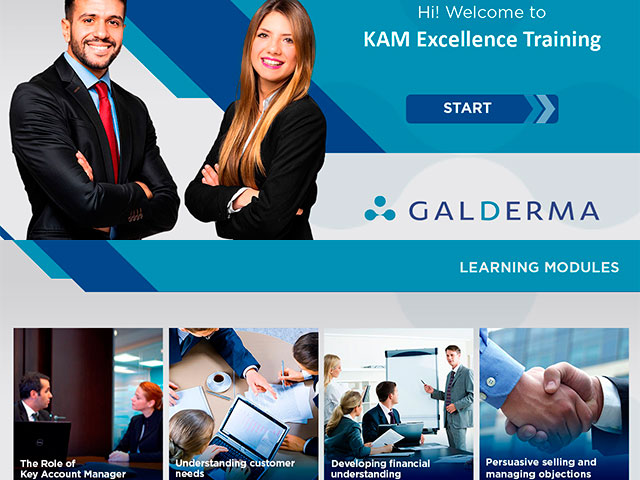 Hi! Welcome to
KAM Excellence Training
START
GALDERMA
LEARNING MODULES
The Role of
Key Account Manager
Understanding customer
needs
Developing financial
understanding
Persuasive selling and
managing objections